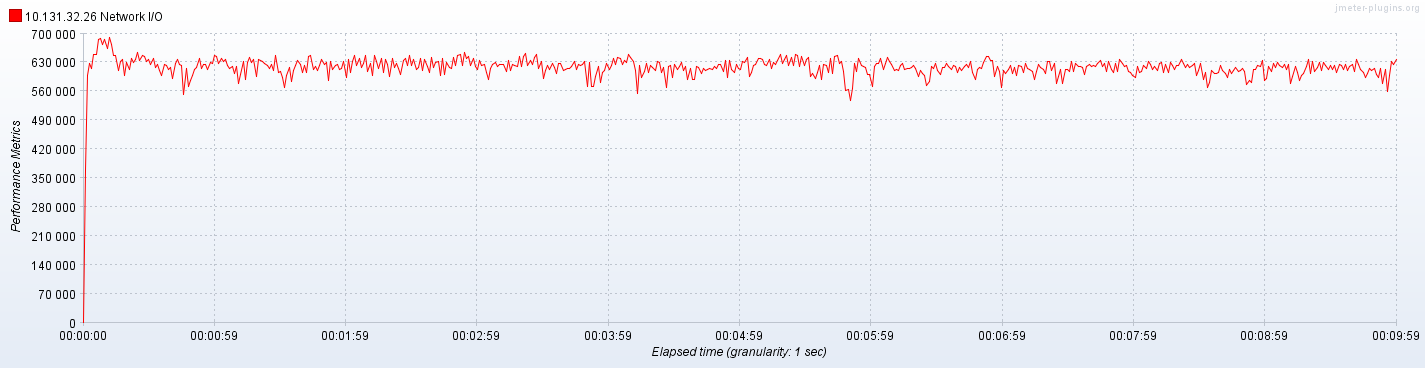 jmeter-plugins.org
10.131.32.26 Network I/O
700 000
630 000
560 000
490 000
420 000
350 000
280 000
210 000
140 000
70 000
0
Performance Metrics
00:00:00 00:00:59 00:01:59 00:02:59 00:03:59 00:04:59 00:05:59 00:06:59 00:07:59 00:08:59 00:09:59
Elapsed time (granularity: 1 sec)